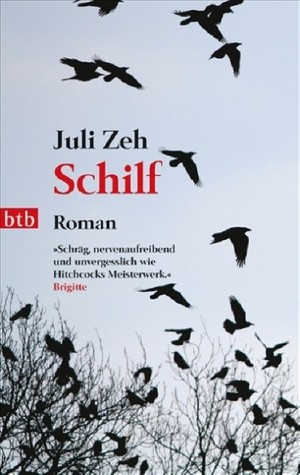 Juli Zeh
Schilf
btb
Roman
»Schräg, nervenaufreibend
und unvergesslich wie
Hitchcocks Meisterwerk.«
Brigitte